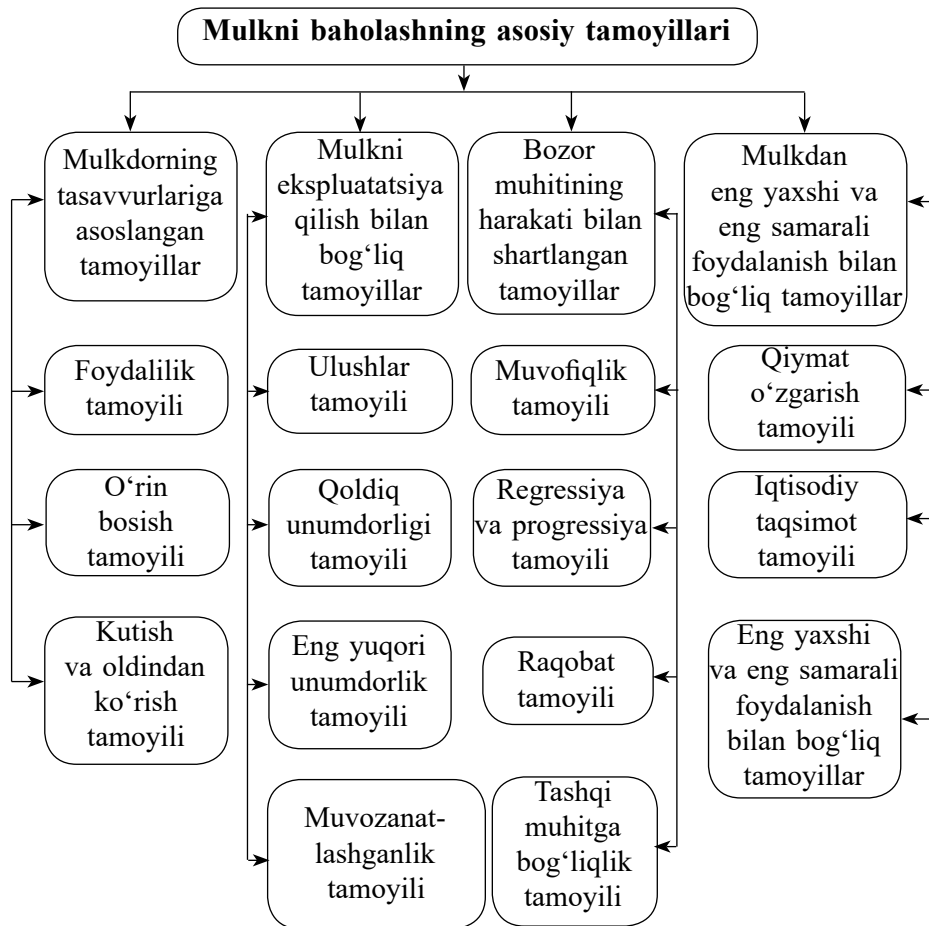 Mulkni baholashning asosiy tamoyillari
Mulkdorning
tasavvurlariga
asoslangan
tamoyillar
Mulkni
ekspluatatsiya
qilish bilan
bog‘liq
tamoyillar
Bozor
muhitining
harakati bilan
shartlangan
tamoyillar
Mulkdan
eng yaxshi va
eng samarali
foydalanish bilan
bog‘liq tamoyillar
Foydalilik
tamoyili
Ulushlar
tamoyili
Muvofiqlik
tamoyili
Qiymat
o‘zgarish
tamoyili
O‘rin
bosish
tamoyili
Qoldiq
unumdorligi
tamoyili
Regressiya
va progressiya
tamoyili
Iqtisodiy
taqsimot
tamoyili
Kutish
va oldindan
ko‘rish
tamoyili
Eng yuqori
unumdorlik
tamoyili
Raqobat
tamoyili
Eng yaxshi
va eng samarali
foydalanish
bilan bog‘liq
tamoyillar
Muvozanat-
lashganlik
tamoyili
Tashqi
muhitga
bog‘liqlik
tamoyili